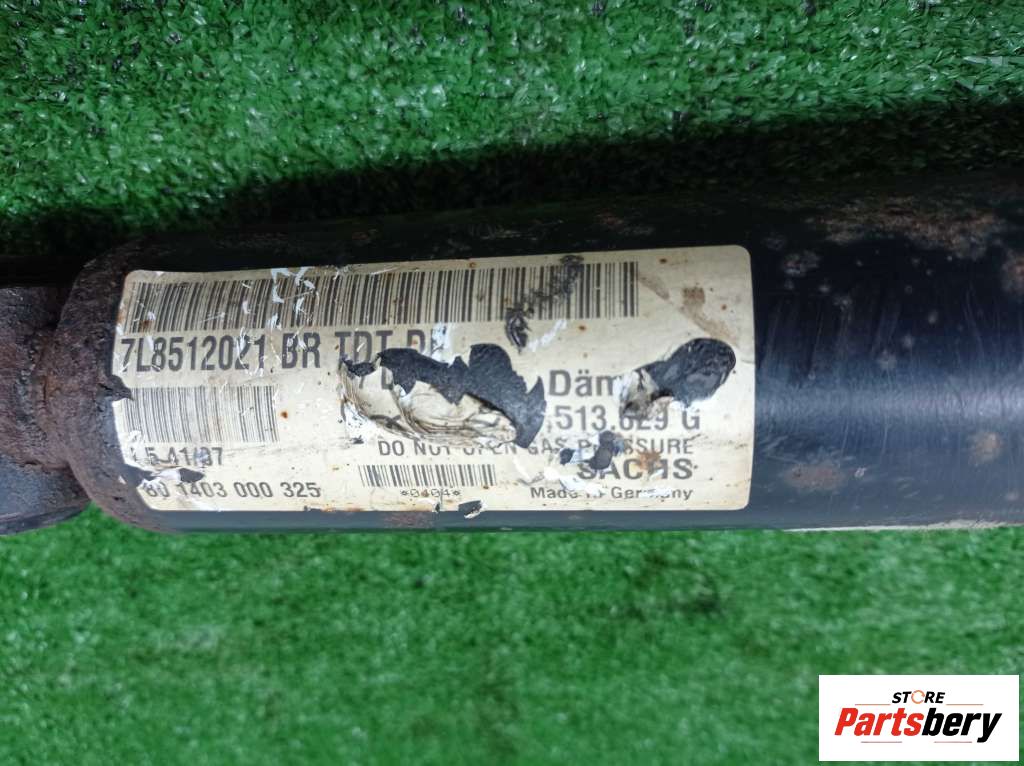 7L8512021 BR TDT
Däm
513.629 G
DO NOT OPEN GAS PRESSURE
41/07
SACHS
80 1403 000 325
*0404*
Made in Germany
STORE
Partsbery